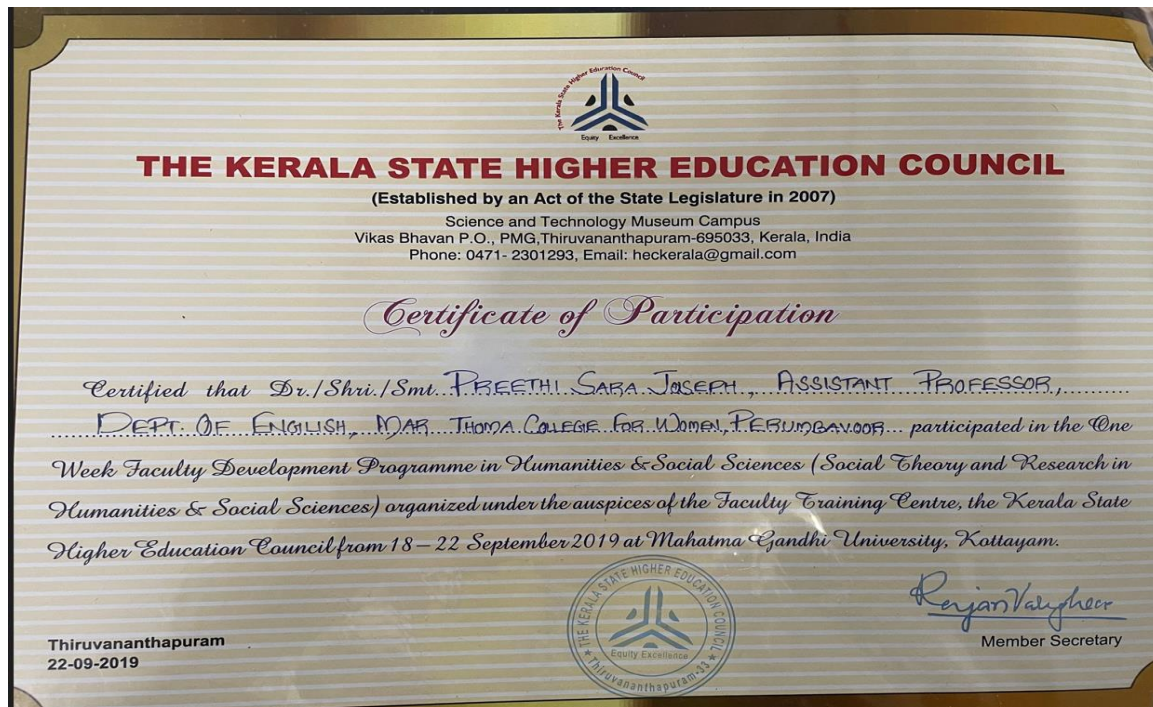 The Kerala State Higher Education Council
Equity Excellence
THE KERALA STATE HIGHER EDUCATION COUNCIL
(Established by an Act of the State Legislature in 2007)
Science and Technology Museum Campus
Vikas Bhavan P.O., PMG,Thiruvananthapuram-695033, Kerala, India
Phone: 0471- 2301293, Email: heckerala@gmail.com
Certificate of Participation
Certified that Dr./Shri./Smt. PREETHI SARA JOSEPH, ASSISTANT PROFESSOR,
DEPT. OF ENGLISH, MAR THOMA COLLEGE FOR WOMEN, PERUMBAVOOR participated in the One
Week Faculty Development Programme in Humanities & Social Sciences (Social Theory and Research in
Humanities & Social Sciences) organized under the auspices of the Faculty Training Centre, the Kerala State
Higher Education Council from 18 – 22 September 2019 at Mahatma Gandhi University, Kottayam.
THE KERALA STATE HIGHER EDUCATION COUNCIL
Equity Excellence
Thiruvananthapuram-33
Member Secretary
Thiruvananthapuram
22-09-2019